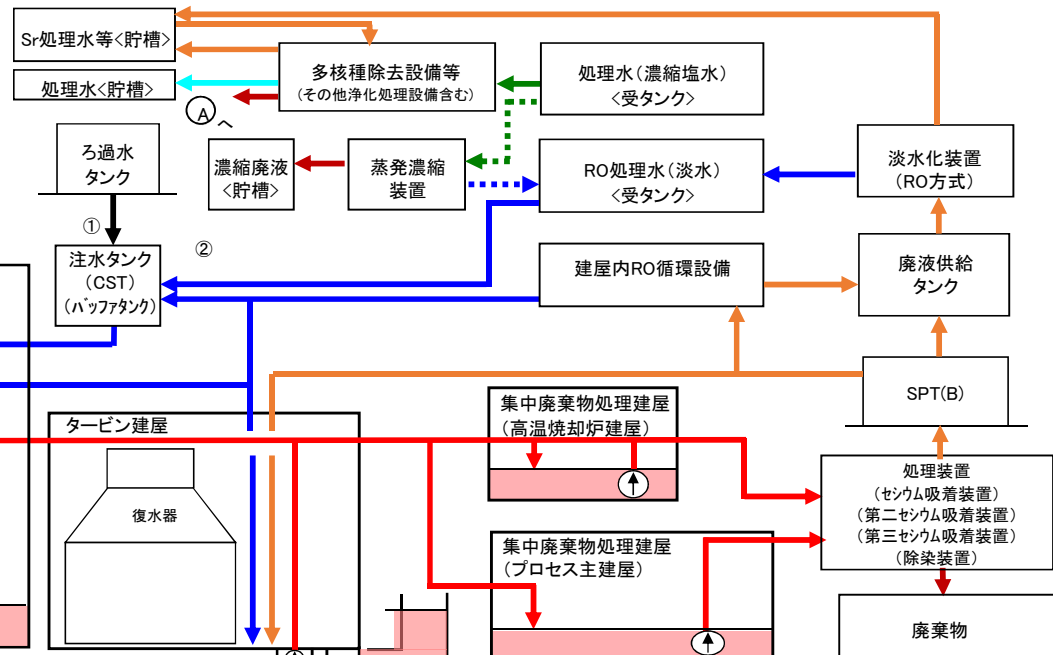 Sr処理水等<貯槽>
処理水<貯槽>
多核種除去設備等
(その他浄化処理設備含む)
処理水(濃縮塩水)
<受タンク>
Aへ
ろ過水
タンク
濃縮廃液
<貯槽>
蒸発濃縮
装置
RO処理水(淡水)
<受タンク>
淡水化装置
(RO方式)
①
②
注水タンク
(CST)
(バッファタンク)
建屋内RO循環設備
廃液供給
タンク
SPT(B)
タービン建屋
復水器
集中廃棄物処理建屋
(高温焼却炉建屋)
処理装置
(セシウム吸着装置)
(第二セシウム吸着装置)
(第三セシウム吸着装置)
(除染装置)
集中廃棄物処理建屋
(プロセス主建屋)
廃棄物